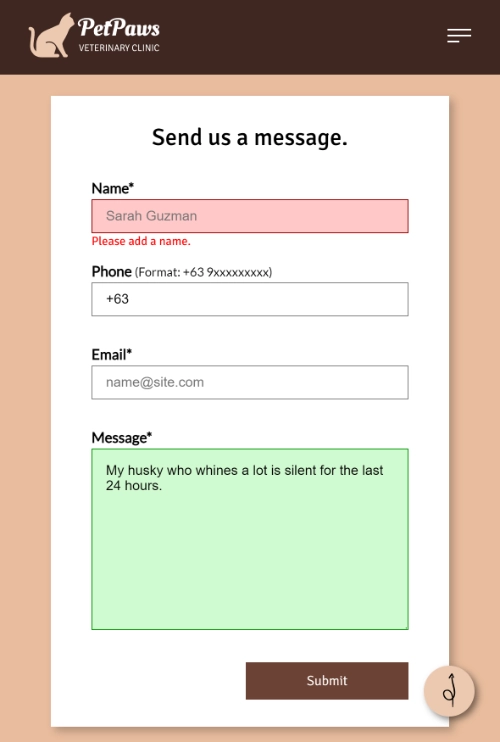 PetPaws
VETERINARY CLINIC
Send us a message.
Name*
Sarah Guzman
Please add a name.
Phone (Format: +63 9xxxxxxxxx)
+63
Email*
name@site.com
Message*
My husky who whines a lot is silent for the last
24 hours.
Submit